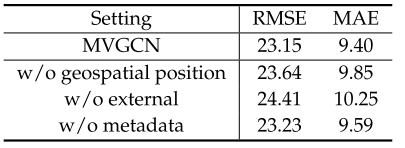 Setting RMSE MAE
MVGCN 23.15 9.40
w/o geospatial position 23.64 9.85
w/o external 24.41 10.25
w/o metadata 23.23 9.59